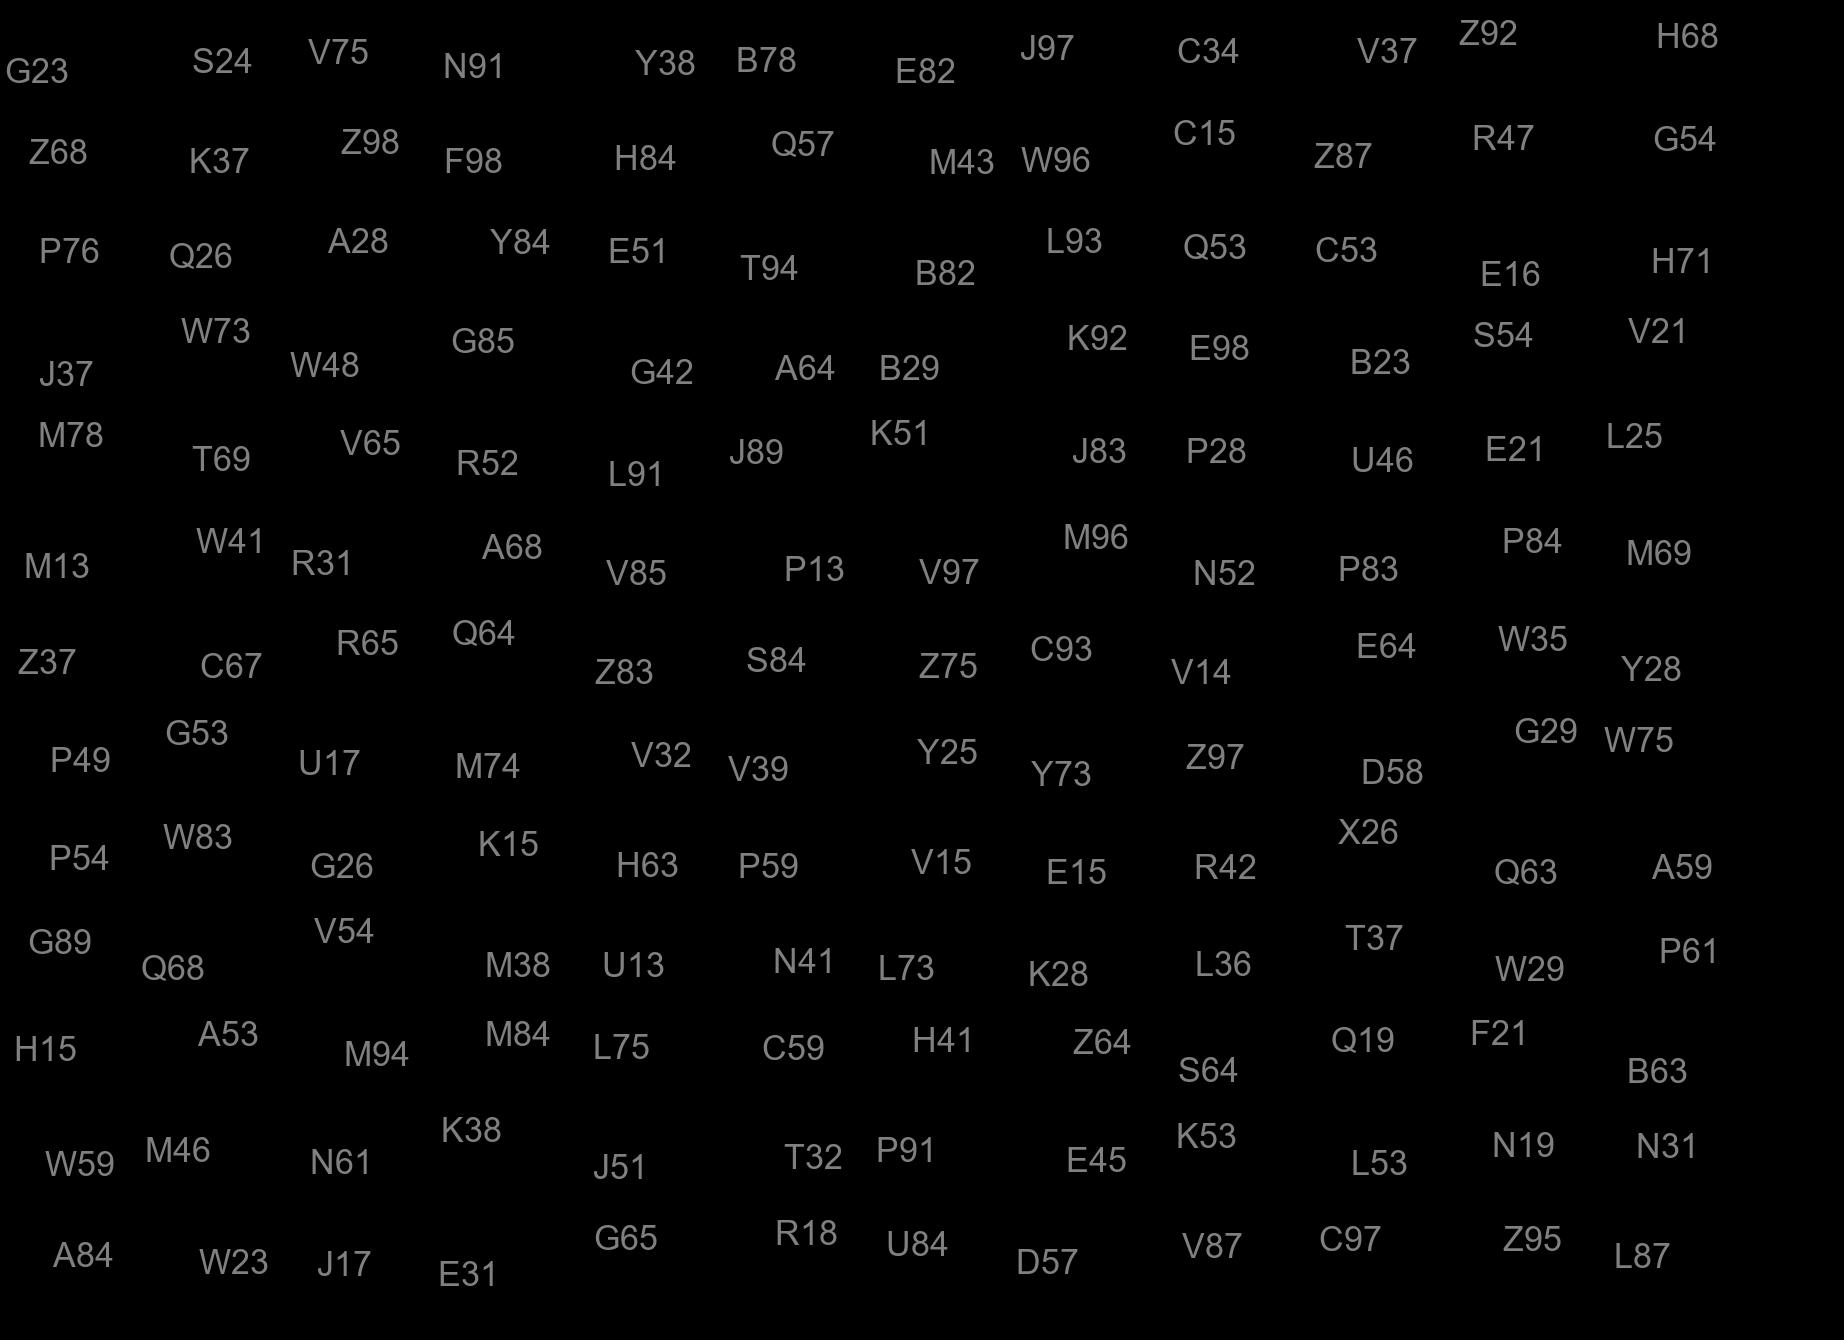 G23 S24 V75 N91 Y38 B78 E82 J97 C34 V37 Z92 H68
Z68 K37 Z98 F98 H84 Q57 M43 W96 C15 Z87 R47 G54
P76 Q26 A28 Y84 E51 T94 B82 L93 Q53 C53 E16 H71
J37 W73 W48 G85 G42 A64 B29 K92 E98 B23 S54 V21
M78 T69 V65 R52 L91 J89 K51 J83 P28 U46 E21 L25
M13 W41 R31 A68 V85 P13 V97 M96 N52 P83 P84 M69
Z37 C67 R65 Q64 Z83 S84 Z75 C93 V14 E64 W35 Y28
P49 G53 U17 M74 V32 V39 Y25 Y73 Z97 D58 G29 W75
P54 W83 G26 K15 H63 P59 V15 E15 R42 X26 Q63 A59
G89 Q68 V54 M38 U13 N41 L73 K28 L36 T37 W29 P61
H15 A53 M94 M84 L75 C59 H41 Z64 S64 Q19 F21 B63
W59 M46 N61 K38 J51 T32 P91 E45 K53 L53 N19 N31
A84 W23 J17 E31 G65 R18 U84 D57 V87 C97 Z95 L87